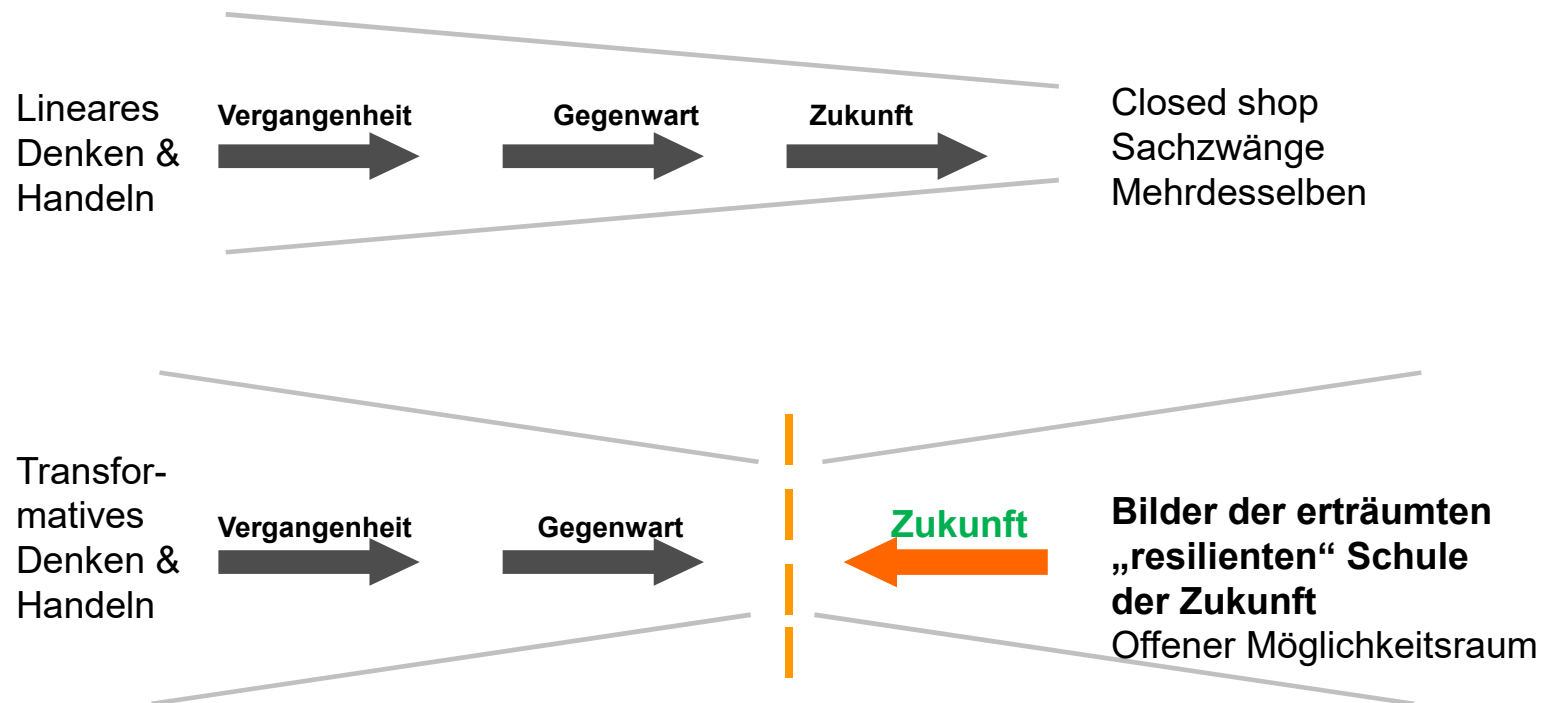 Lineares
Denken &
Handeln
Vergangenheit
Gegenwart
Zukunft
Closed shop
Sachzwänge
Mehrdesselben
Transfor-
matives
Denken &
Handeln
Vergangenheit
Gegenwart
Zukunft
Bilder der erträumten
„resilienten“ Schule
der Zukunft
Offener Möglichkeitsraum